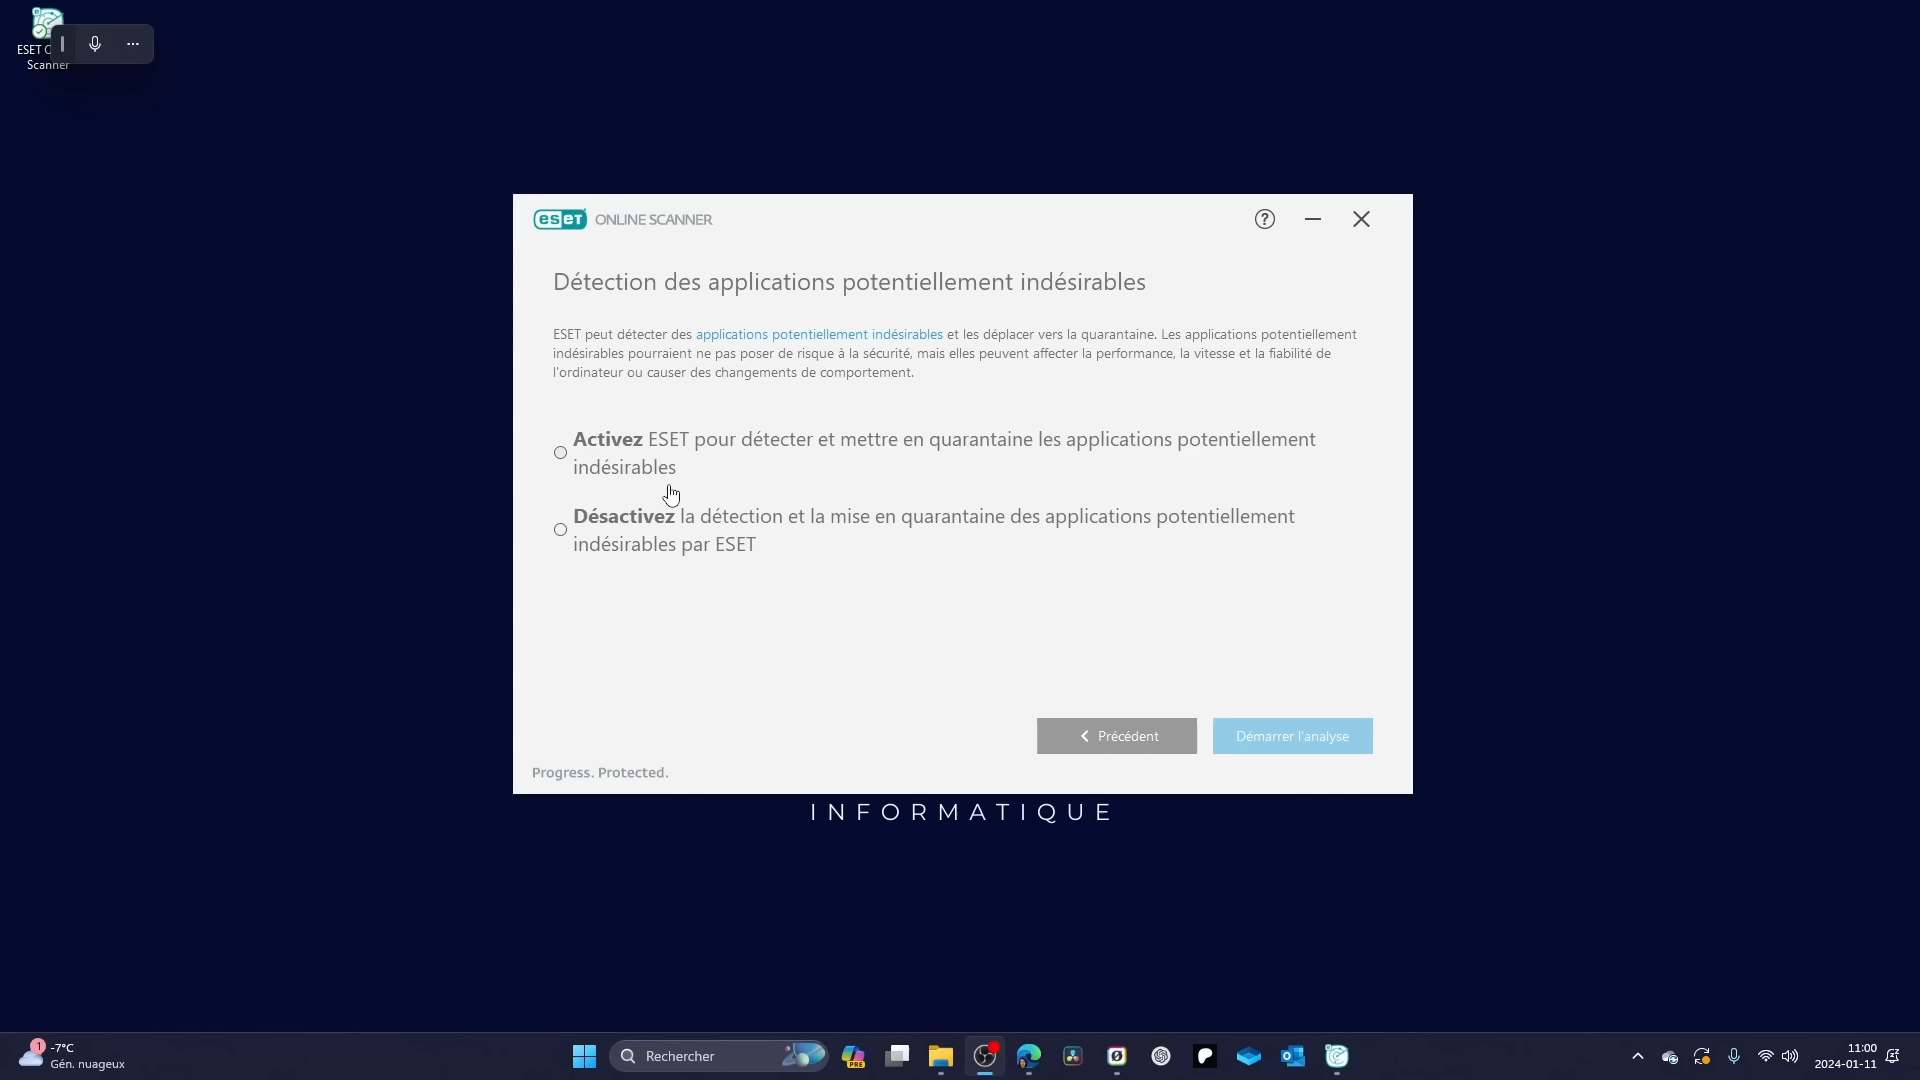 Scanner
eset ONLINE SCANNER
Détection des applications potentiellement indésirables
ESET peut détecter des applications potentiellement indésirables et les déplacer vers la quarantaine. Les applications potentiellement
indésirables pourraient ne pas poser de risque à la sécurité, mais elles peuvent affecter la performance, la vitesse et la fiabilité de
l'ordinateur ou causer des changements de comportement.
Activez ESET pour détecter et mettre en quarantaine les applications potentiellement
indésirables
Désactivez la détection et la mise en quarantaine des applications potentiellement
indésirables par ESET
Précédent
Démarrer l'analyse
Progress. Protected.
INFORMATIQUE
1
-7°C
Gén. nuageux
Rechercher
PRE
11:00
2024-01-11